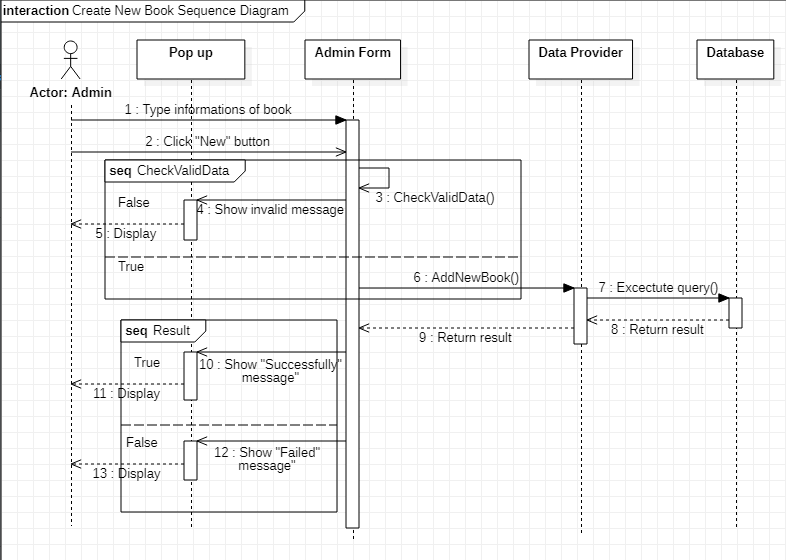 interaction Create New Book Sequence Diagram
Pop up
Admin Form
Data Provider
Database
Actor: Admin
1 : Type informations of book
2 : Click "New" button
seq CheckValidData
3 : CheckValidData()
False
4 : Show invalid message
5 : Display
True
6 : AddNewBook()
7 : Excectute query()
8 : Return result
9 : Return result
seq Result
True
10 : Show "Successfully"
message"
11 : Display
False
12 : Show "Failed"
message"
13 : Display